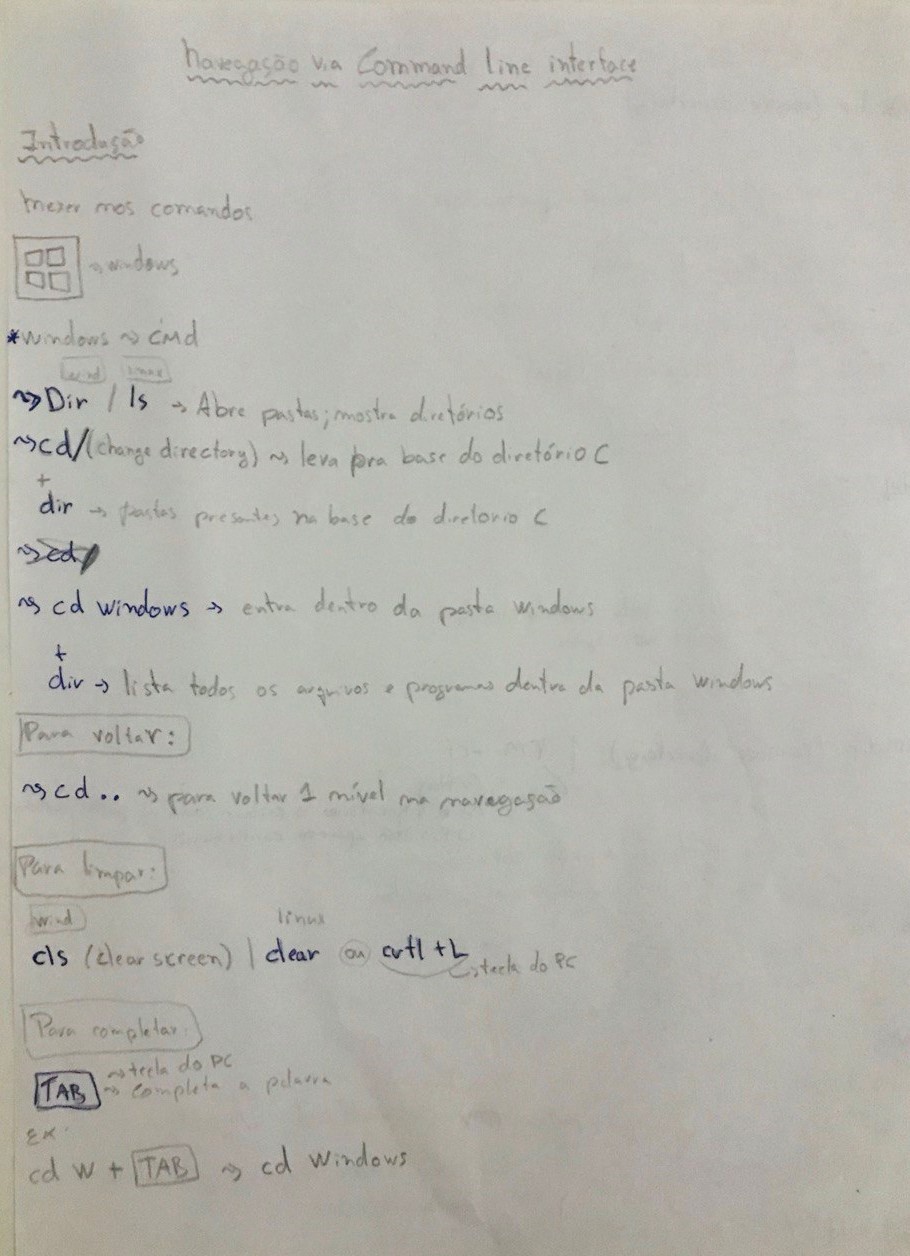 Navegação via Command line interface
Introdução
mexer nos comandos
→ windows
*windows → CMD
wind linux
→ Dir / ls → Abre pastas; mostra diretórios
→ cd/(change directory) → leva pra base do diretório C
+
dir → pastas presentes na base do diretorio C
→ cd/
→ cd windows → entra dentro da pasta windows
+
dir → lista todos os arquivos e programas dentro da pasta windows
Para voltar:
→ cd.. → para voltar 1 nível na navegação
Para limpar:
wind linux
cls (clear screen) | clear ou crtl + L → tecla do PC
Para completar:
→ tecla do PC
TAB → completa a palavra
Ex:
cd W + TAB → cd Windows